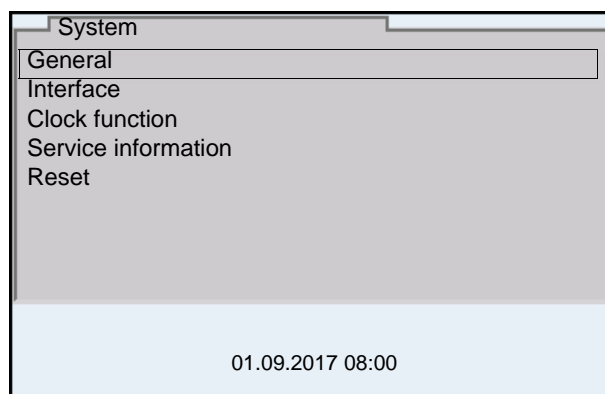 System
General
Interface
Clock function
Service information
Reset
01.09.2017 08:00